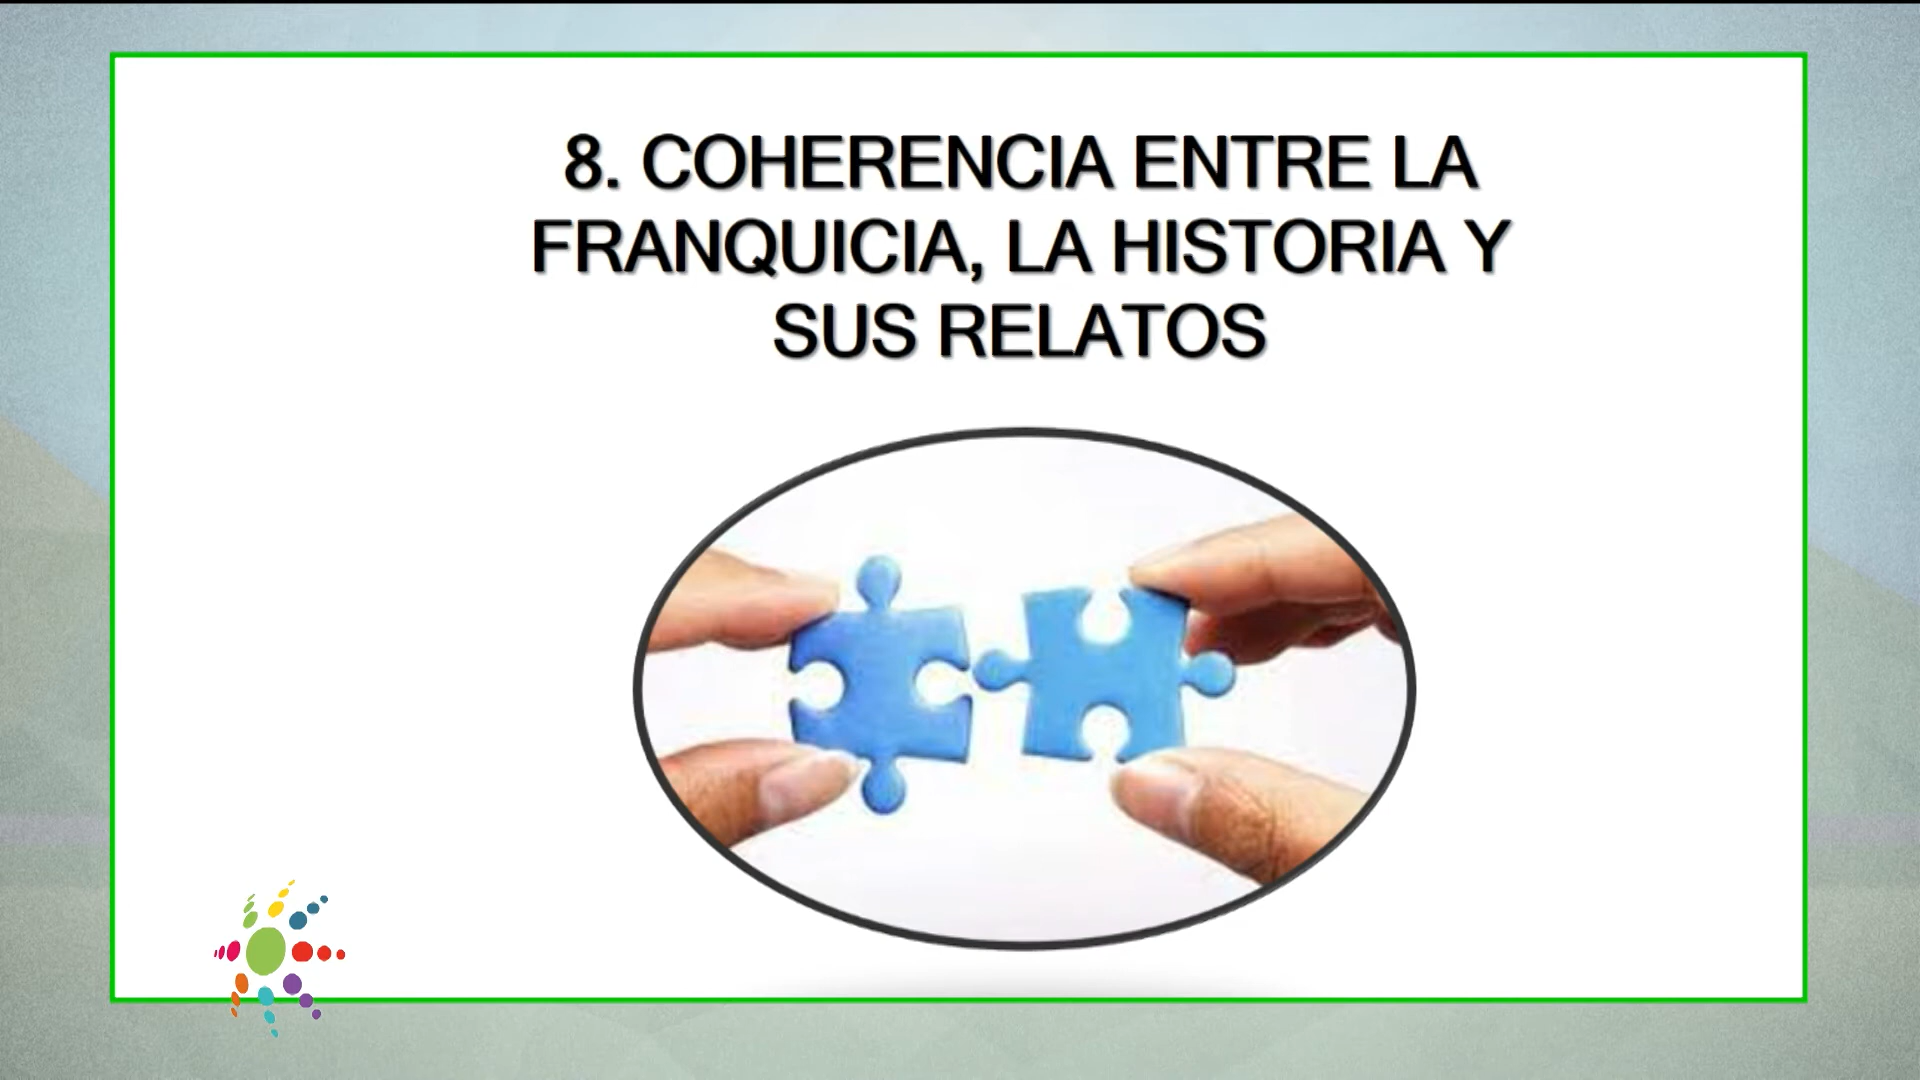 8. COHERENCIA ENTRE LA
FRANQUICIA, LA HISTORIA Y
SUS RELATOS